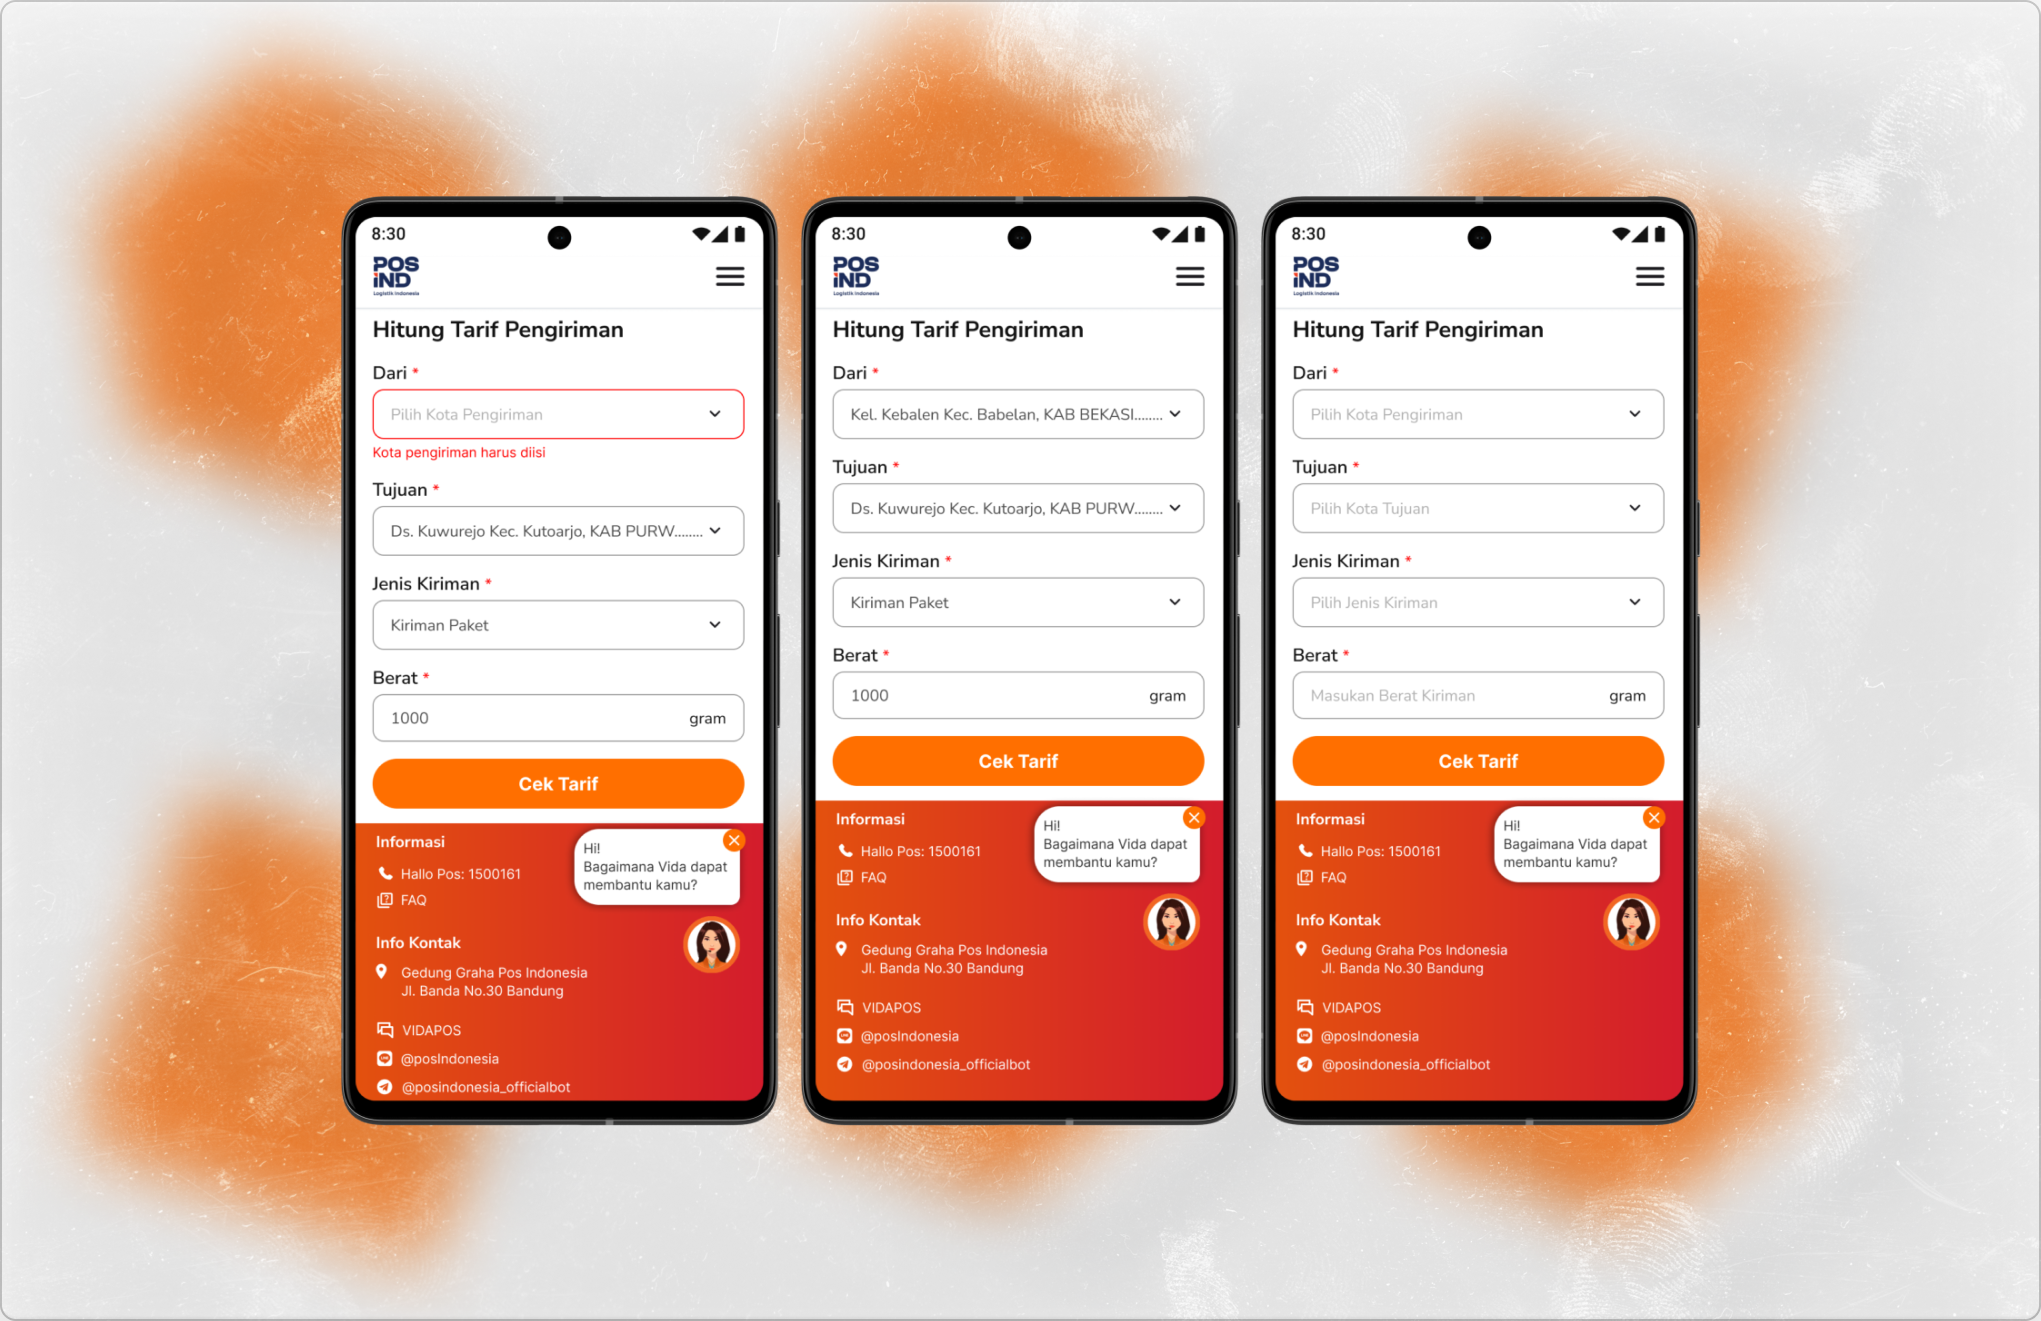 8:30
POS
IND
Logistik Indonesia
Hitung Tarif Pengiriman
Dari *
Pilih Kota Pengiriman
Kota pengiriman harus diisi
Tujuan *
Ds. Kuwurejo Kec. Kutoarjo, KAB PURW........
Jenis Kiriman *
Kiriman Paket
Berat *
1000 gram
Cek Tarif
Informasi
Hallo Pos: 1500161
FAQ
Hi!
Bagaimana Vida dapat
membantu kamu?
Info Kontak
Gedung Graha Pos Indonesia
Jl. Banda No.30 Bandung
VIDAPOS
@posIndonesia
@posindonesia_officialbot
8:30
POS
IND
Logistik Indonesia
Hitung Tarif Pengiriman
Dari *
Kel. Kebalen Kec. Babelan, KAB BEKASI........
Tujuan *
Ds. Kuwurejo Kec. Kutoarjo, KAB PURW........
Jenis Kiriman *
Kiriman Paket
Berat *
1000 gram
Cek Tarif
Informasi
Hallo Pos: 1500161
FAQ
Hi!
Bagaimana Vida dapat
membantu kamu?
Info Kontak
Gedung Graha Pos Indonesia
Jl. Banda No.30 Bandung
VIDAPOS
@posIndonesia
@posindonesia_officialbot
8:30
POS
IND
Logistik Indonesia
Hitung Tarif Pengiriman
Dari *
Pilih Kota Pengiriman
Tujuan *
Pilih Kota Tujuan
Jenis Kiriman *
Pilih Jenis Kiriman
Berat *
Masukan Berat Kiriman gram
Cek Tarif
Informasi
Hallo Pos: 1500161
FAQ
Hi!
Bagaimana Vida dapat
membantu kamu?
Info Kontak
Gedung Graha Pos Indonesia
Jl. Banda No.30 Bandung
VIDAPOS
@posIndonesia
@posindonesia_officialbot